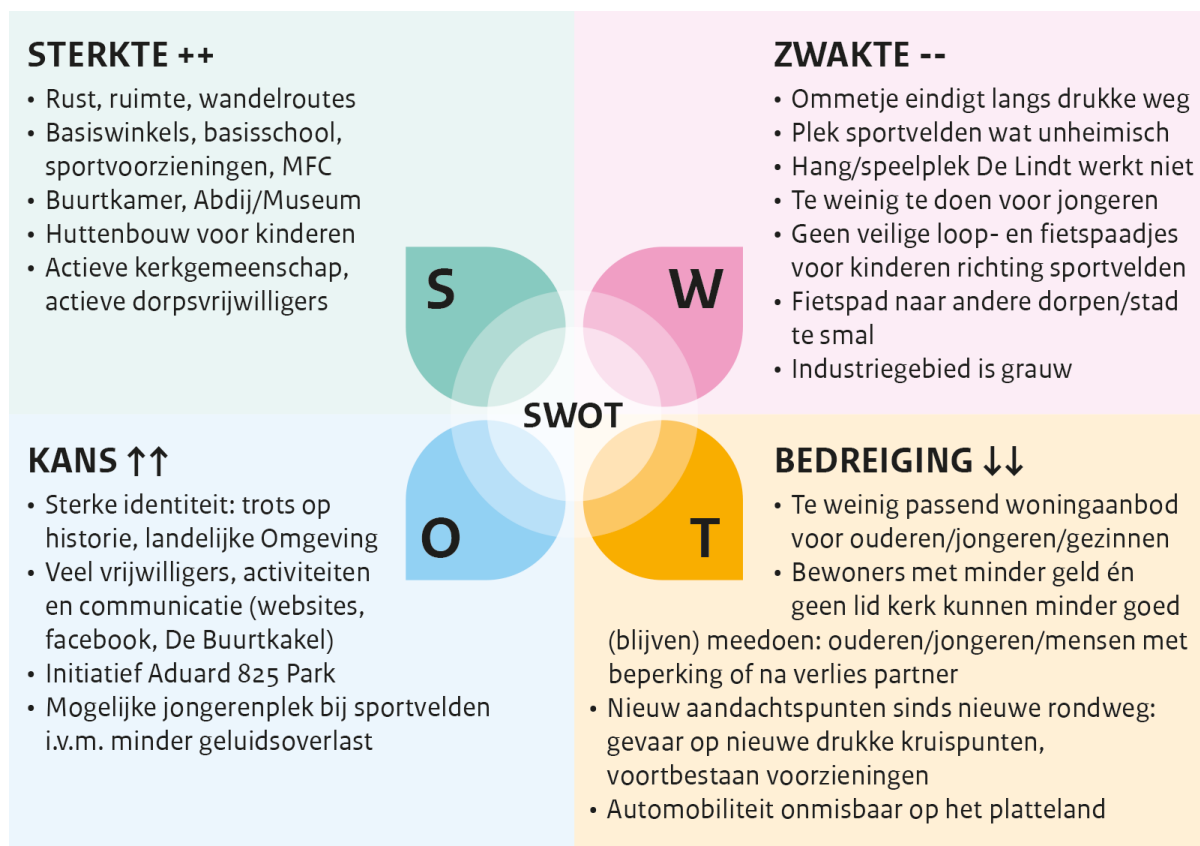 STERKTE ++
• Rust, ruimte, wandelroutes
• Basiswinkels, basisschool,
sportvoorzieningen, MFC
• Buurtkamer, Abdij/Museum
• Huttenbouw voor kinderen
• Actieve kerkgemeenschap,
actieve dorpsvrijwilligers
ZWAKTE --
• Ommetje eindigt langs drukke weg
• Plek sportvelden wat unheimisch
• Hang/speelplek De Lindt werkt niet
• Te weinig te doen voor jongeren
• Geen veilige loop- en fietspaadjes
voor kinderen richting sportvelden
• Fietspad naar andere dorpen/stad
te smal
• Industriegebied is grauw
S
W
SWOT
O
T
KANS ↑↑
• Sterke identiteit: trots op
historie, landelijke Omgeving
• Veel vrijwilligers, activiteiten
en communicatie (websites,
facebook, De Buurtkakel)
• Initiatief Aduard 825 Park
• Mogelijke jongerenplek bij sportvelden
i.v.m. minder geluidsoverlast
BEDREIGING ↓↓
• Te weinig passend woningaanbod
voor ouderen/jongeren/gezinnen
• Bewoners met minder geld én
geen lid kerk kunnen minder goed
(blijven) meedoen: ouderen/jongeren/mensen met
beperking of na verlies partner
• Nieuw aandachtspunten sinds nieuwe rondweg:
gevaar op nieuwe drukke kruispunten,
voortbestaan voorzieningen
• Automobiliteit onmisbaar op het platteland